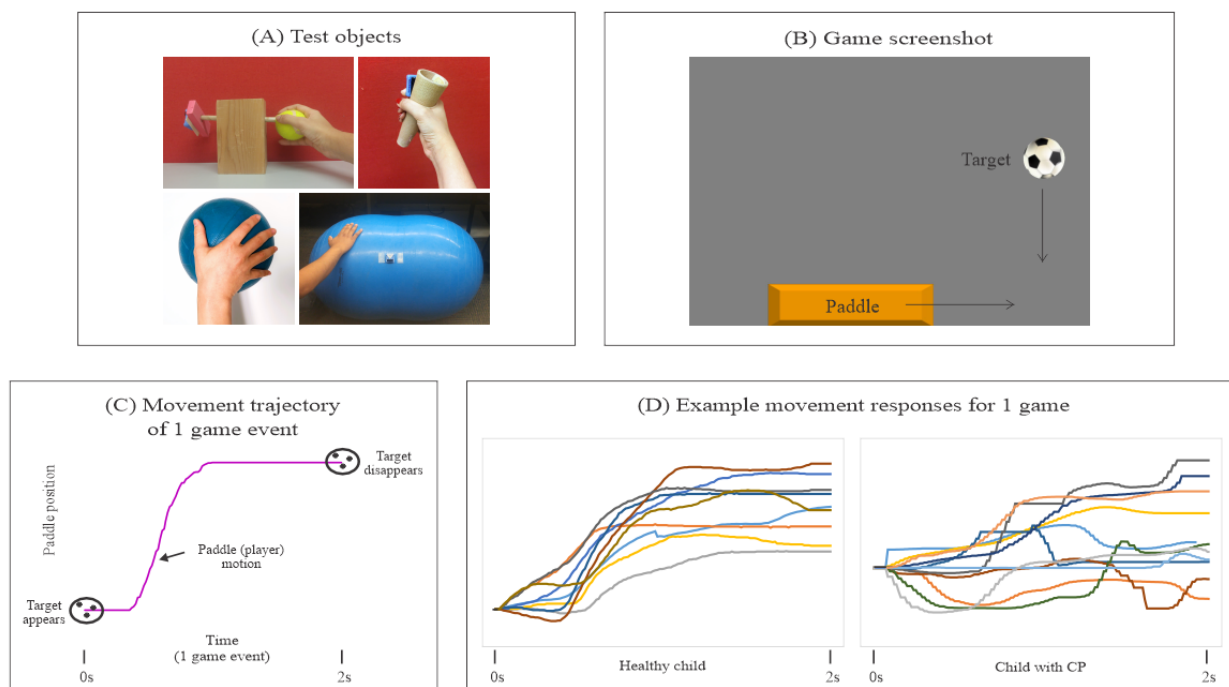 (A) Test objects
(B) Game screenshot
Target
Paddle
(C) Movement trajectory
of 1 game event
Paddle position
Target
disappears
Paddle (player)
motion
Target
appears
Time
(1 game event)
0s
2s
(D) Example movement responses for 1 game
Healthy child
0s
2s
Child with CP
0s
2s